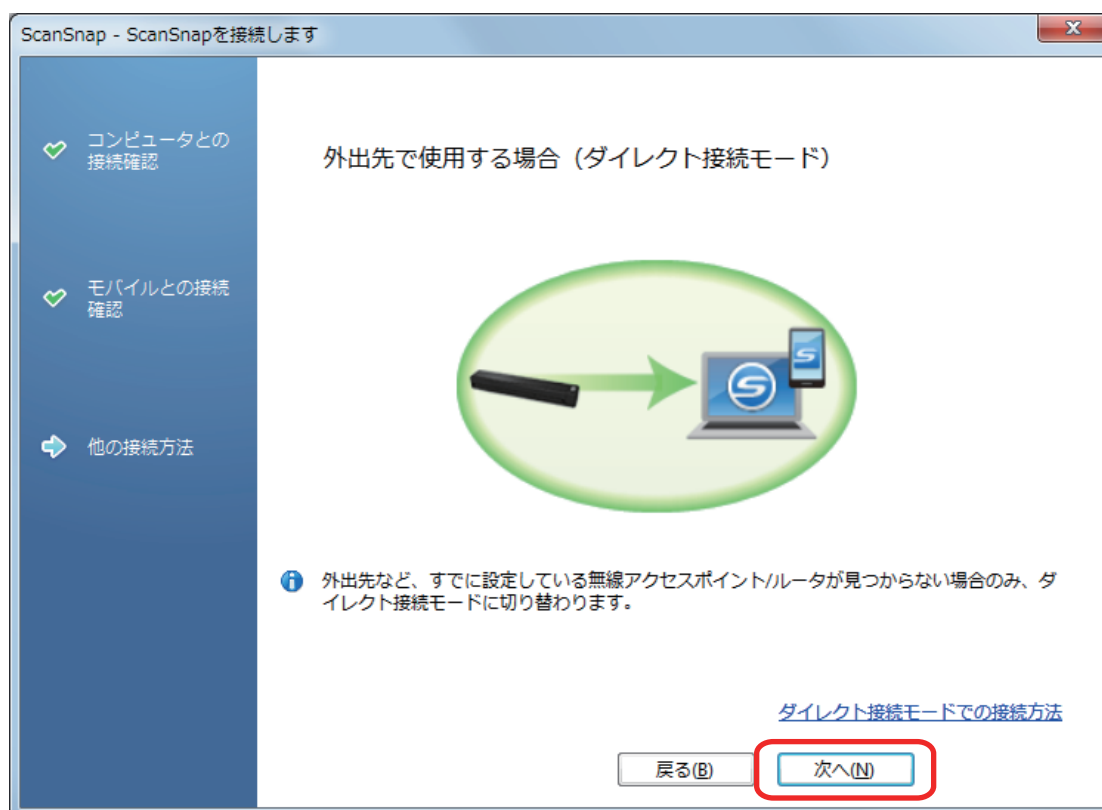 ScanSnap - ScanSnapを接続します
コンピュータとの
接続確認
モバイルとの接続
確認
他の接続方法
外出先で使用する場合（ダイレクト接続モード）
外出先など、すでに設定している無線アクセスポイント/ルータが見つからない場合のみ、ダ
イレクト接続モードに切り替わります。
ダイレクト接続モードでの接続方法
戻る(B)
次へ(N)